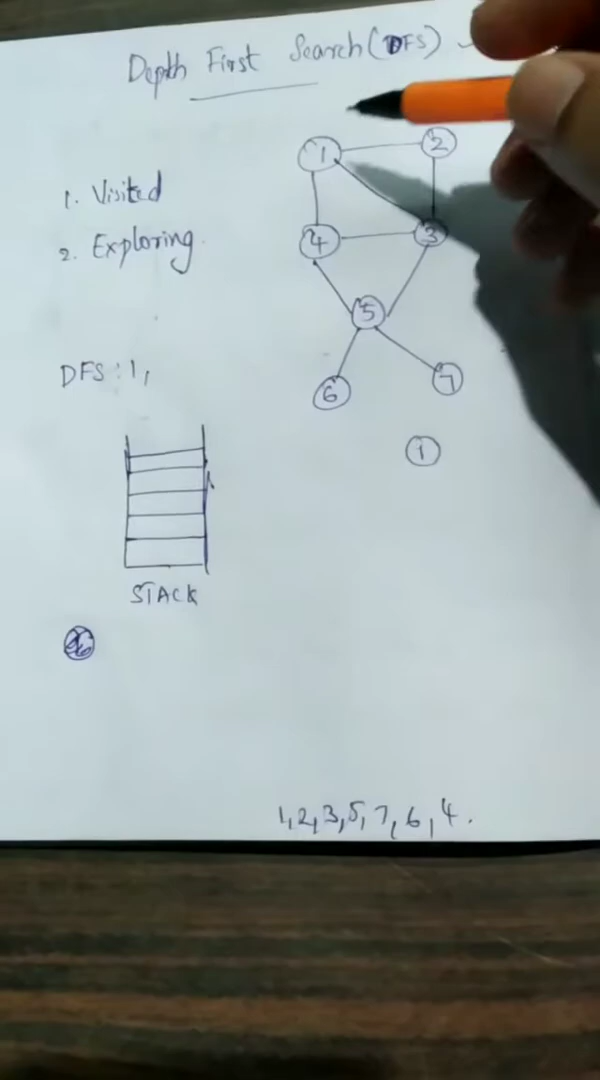 Depth First Search (DFS)
1. Visited
2. Exploring
1 2
4 3
5
6 7
DFS : 1,
1
STACK
1, 2, 3, 5, 7, 6, 4.